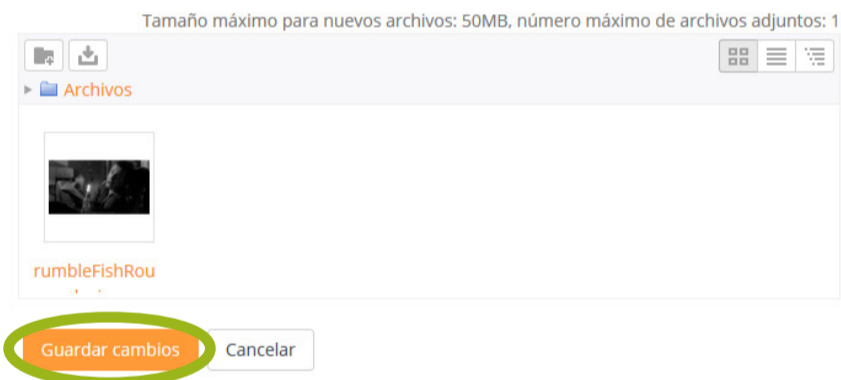 Tamaño máximo para nuevos archivos: 50MB, número máximo de archivos adjuntos: 1
Archivos
rumbleFishRou
Guardar cambios
Cancelar